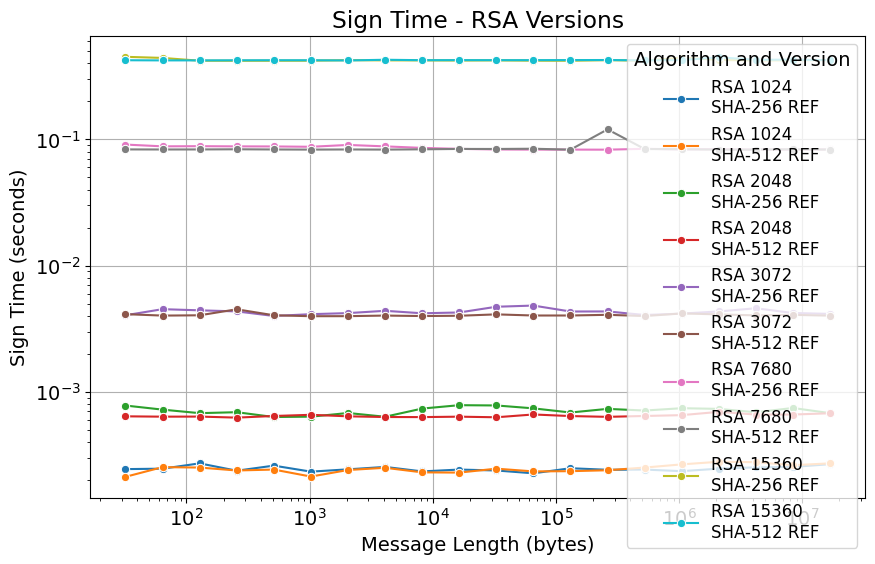 Sign Time - RSA Versions
Sign Time (seconds)
10⁻¹
10⁻²
10⁻³
10²
10³
10⁴
10⁵
10⁶
10⁷
Message Length (bytes)
Algorithm and Version
RSA 1024
SHA-256 REF
RSA 1024
SHA-512 REF
RSA 2048
SHA-256 REF
RSA 2048
SHA-512 REF
RSA 3072
SHA-256 REF
RSA 3072
SHA-512 REF
RSA 7680
SHA-256 REF
RSA 7680
SHA-512 REF
RSA 15360
SHA-256 REF
RSA 15360
SHA-512 REF